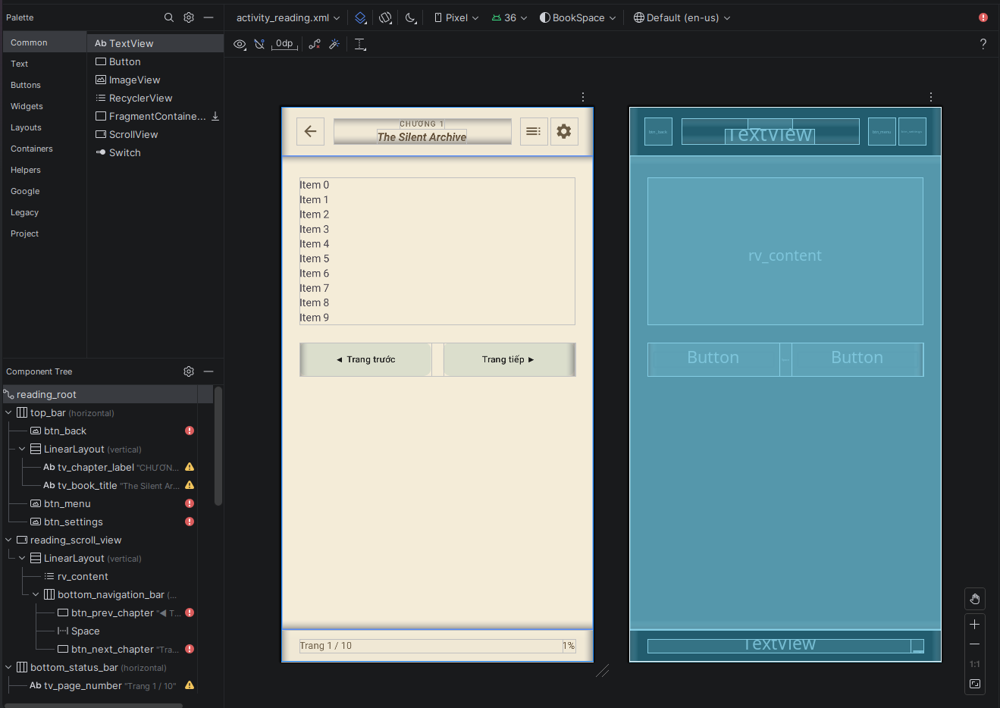 Palette
activity_reading.xml
Pixel
36
BookSpace
Default (en-us)
Common
Text
Buttons
Widgets
Layouts
Containers
Helpers
Google
Legacy
Project
Ab TextView
Button
ImageView
RecyclerView
FragmentContaine...
ScrollView
Switch
0dp
?
CHƯƠNG 1
The Silent Archive
Item 0
Item 1
Item 2
Item 3
Item 4
Item 5
Item 6
Item 7
Item 8
Item 9
◄ Trang trước
Trang tiếp ►
Trang 1 / 10
1%
btn_back
TextView
btn_menu
btn_settings
rv_content
Button
Button
TextView
Component Tree
reading_root
top_bar (horizontal)
btn_back
LinearLayout (vertical)
Ab tv_chapter_label "CHƯƠN...
Ab tv_book_title "The Silent Ar...
btn_menu
btn_settings
reading_scroll_view
LinearLayout (vertical)
rv_content
bottom_navigation_bar (...
btn_prev_chapter "◄ T...
Space
btn_next_chapter "Tra...
bottom_status_bar (horizontal)
Ab tv_page_number "Trang 1 / 10"
1:1